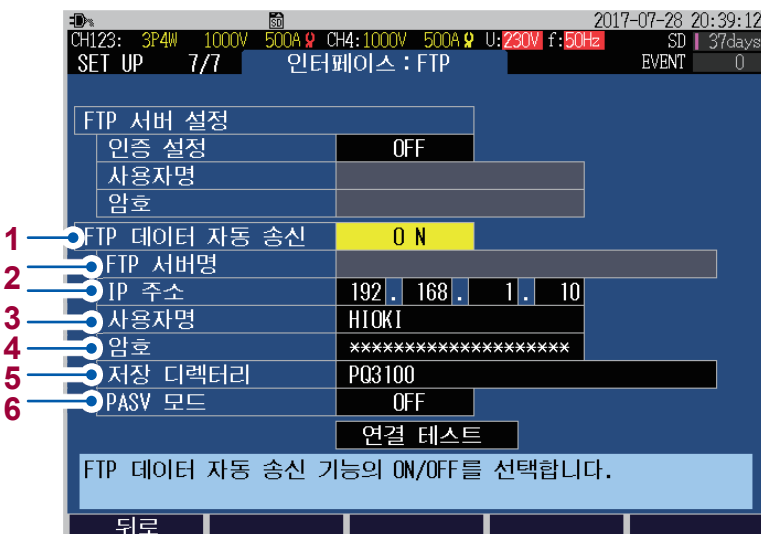 SD 2017-07-28 20:39:12
CH123: 3P4W 1000V 500A CH4:1000V 500A U:230V f:50Hz SD 37days
SET UP 7/7 인터페이스:FTP EVENT 0
FTP 서버 설정
인증 설정 OFF
사용자명
암호
1 FTP 데이터 자동 송신 ON
2 FTP 서버명
IP 주소 192. 168. 1. 10
3 사용자명 HIOKI
4 암호 ********************
5 저장 디렉터리 PQ3100
6 PASV 모드 OFF
연결 테스트
FTP 데이터 자동 송신 기능의 ON/OFF를 선택합니다.
뒤로